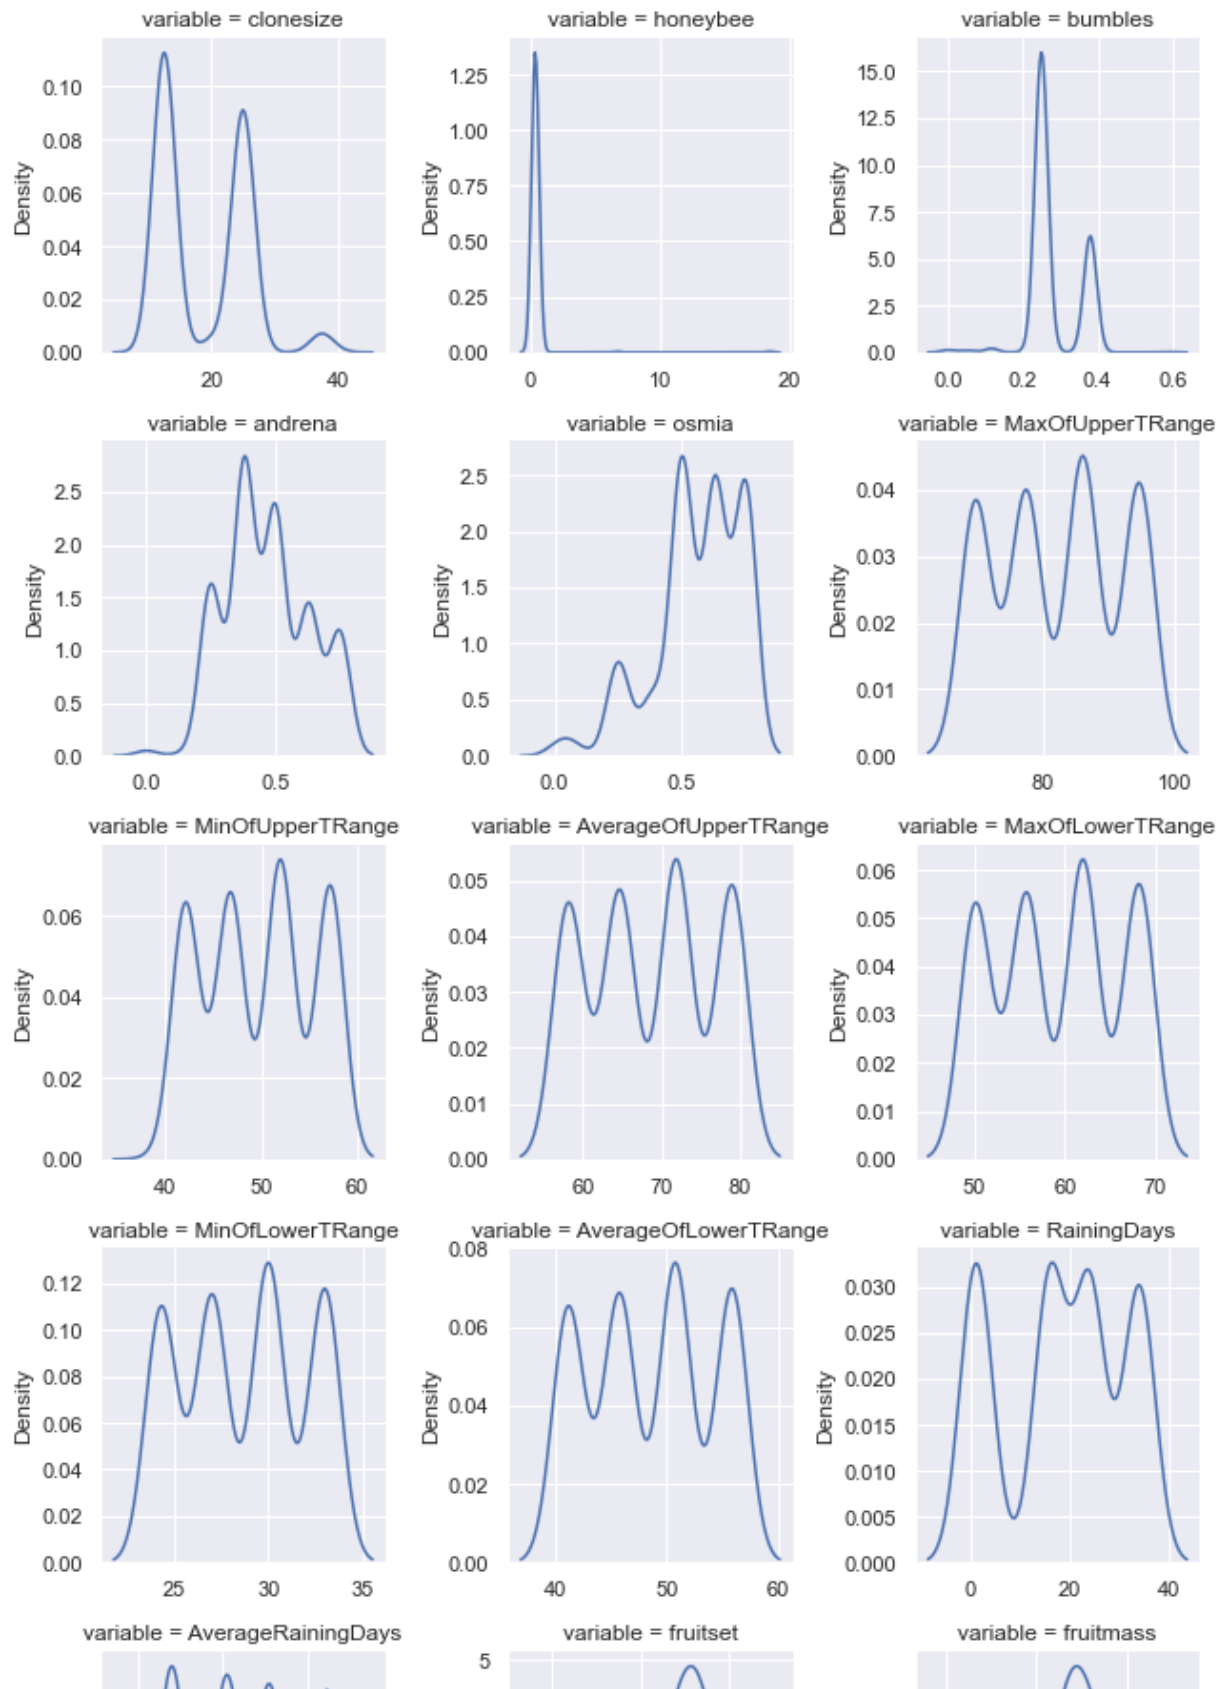 variable = clonesize
variable = honeybee
variable = bumbles
Density
0.10
0.08
0.06
0.04
0.02
0.00
20 40
Density
1.25
1.00
0.75
0.50
0.25
0.00
0 10 20
Density
15.0
12.5
10.0
7.5
5.0
2.5
0.0
0.0 0.2 0.4 0.6
variable = andrena
variable = osmia
variable = MaxOfUpperTRange
Density
2.5
2.0
1.5
1.0
0.5
0.0
0.0 0.5
Density
2.5
2.0
1.5
1.0
0.5
0.0
0.0 0.5
Density
0.04
0.03
0.02
0.01
0.00
80 100
variable = MinOfUpperTRange
variable = AverageOfUpperTRange
variable = MaxOfLowerTRange
Density
0.06
0.04
0.02
0.00
40 50 60
Density
0.05
0.04
0.03
0.02
0.01
0.00
60 70 80
Density
0.06
0.05
0.04
0.03
0.02
0.01
0.00
50 60 70
variable = MinOfLowerTRange
variable = AverageOfLowerTRange
variable = RainingDays
Density
0.12
0.10
0.08
0.06
0.04
0.02
0.00
25 30 35
Density
0.08
0.06
0.04
0.02
0.00
40 50 60
Density
0.030
0.025
0.020
0.015
0.010
0.005
0.000
0 20 40
variable = AverageRainingDays
variable = fruitset
variable = fruitmass
5